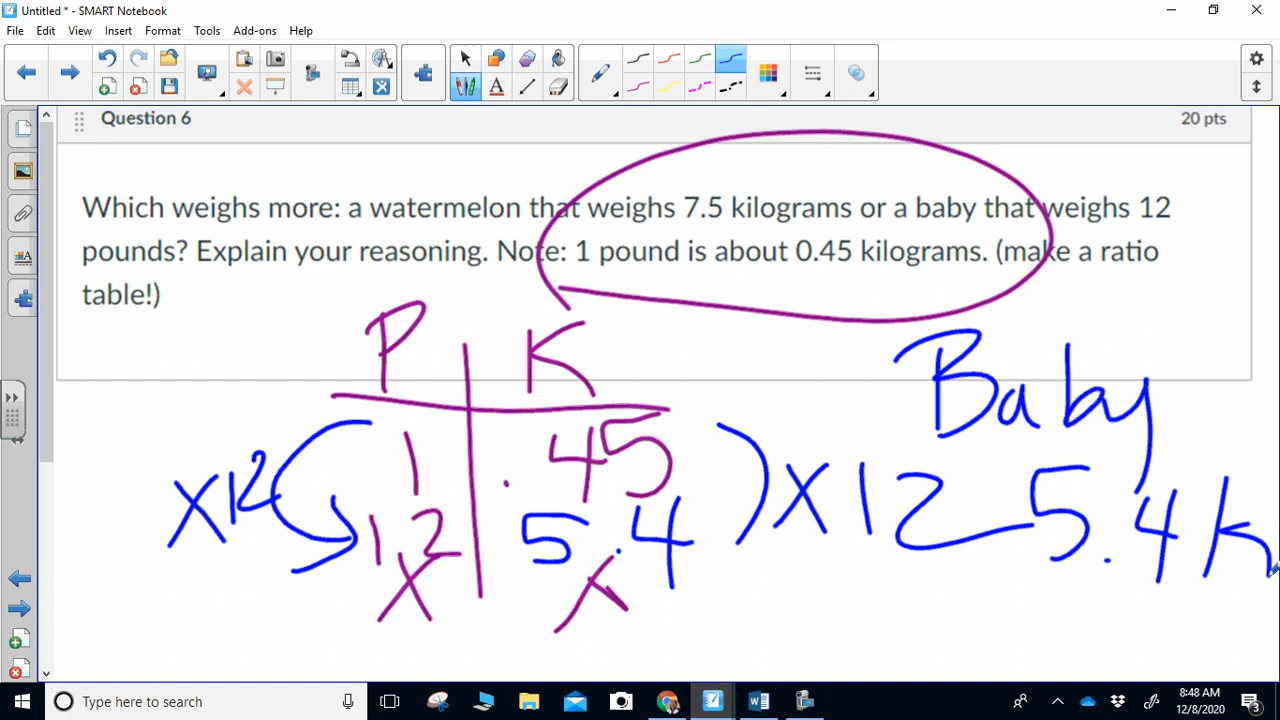 Untitled * - SMART Notebook
File Edit View Insert Format Tools Add-ons Help
Question 6 20 pts
Which weighs more: a watermelon that weighs 7.5 kilograms or a baby that weighs 12
pounds? Explain your reasoning. Note: 1 pound is about 0.45 kilograms. (make a ratio
table!)
P K
Baby
1 .45
x12 x12 5.4 K
12 5.4
x x
Type here to search
8:48 AM
12/8/2020
3